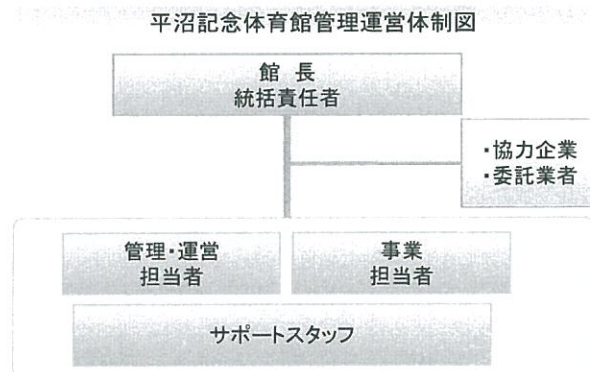 平沼記念体育館管理運営体制図
館 長
統括責任者
・協力企業
・委託業者
管理・運営
担当者
事業
担当者
サポートスタッフ